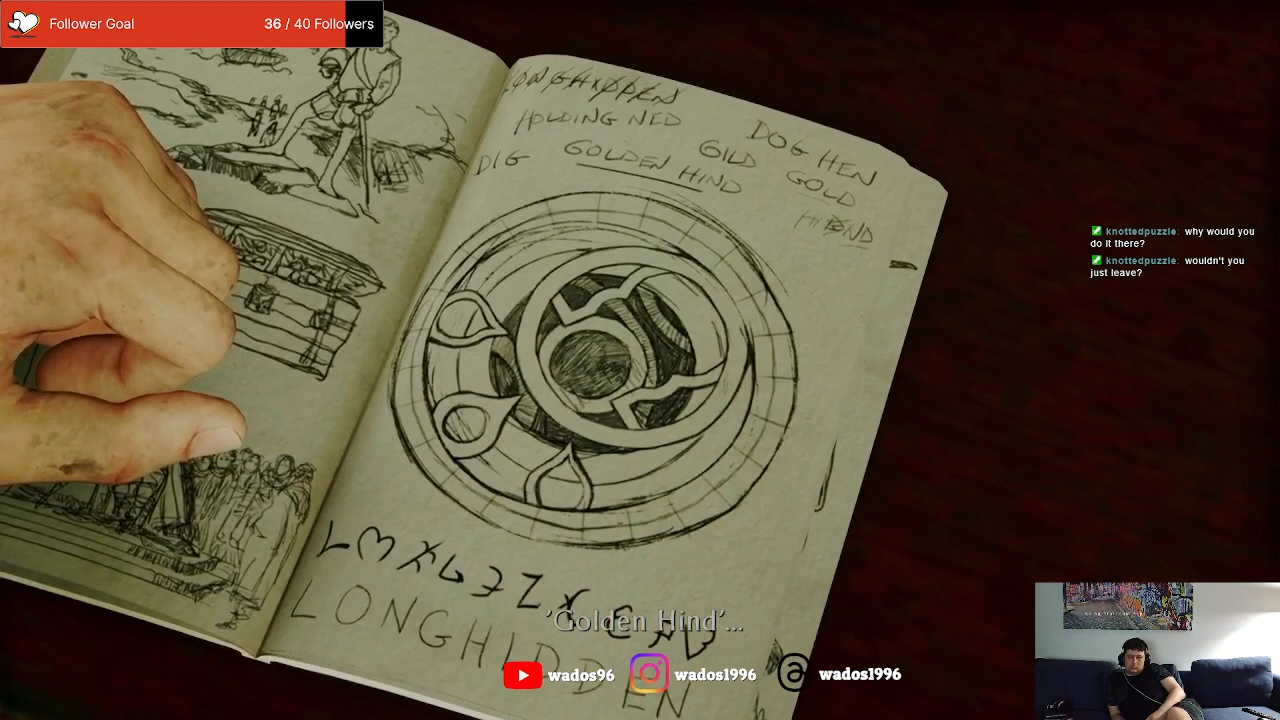 Follower Goal 36 / 40 Followers
LONGHIDDEN
HOLDING NED
DOG HEN
DIG
GOLDEN HIND
GILD
GOLD
HIND
knottedpuzzle: why would you
do it there?
knottedpuzzle: wouldn't you
just leave?
LONGHIDDEN
'Golden Hind'...
wados96
wados1996
wados1996